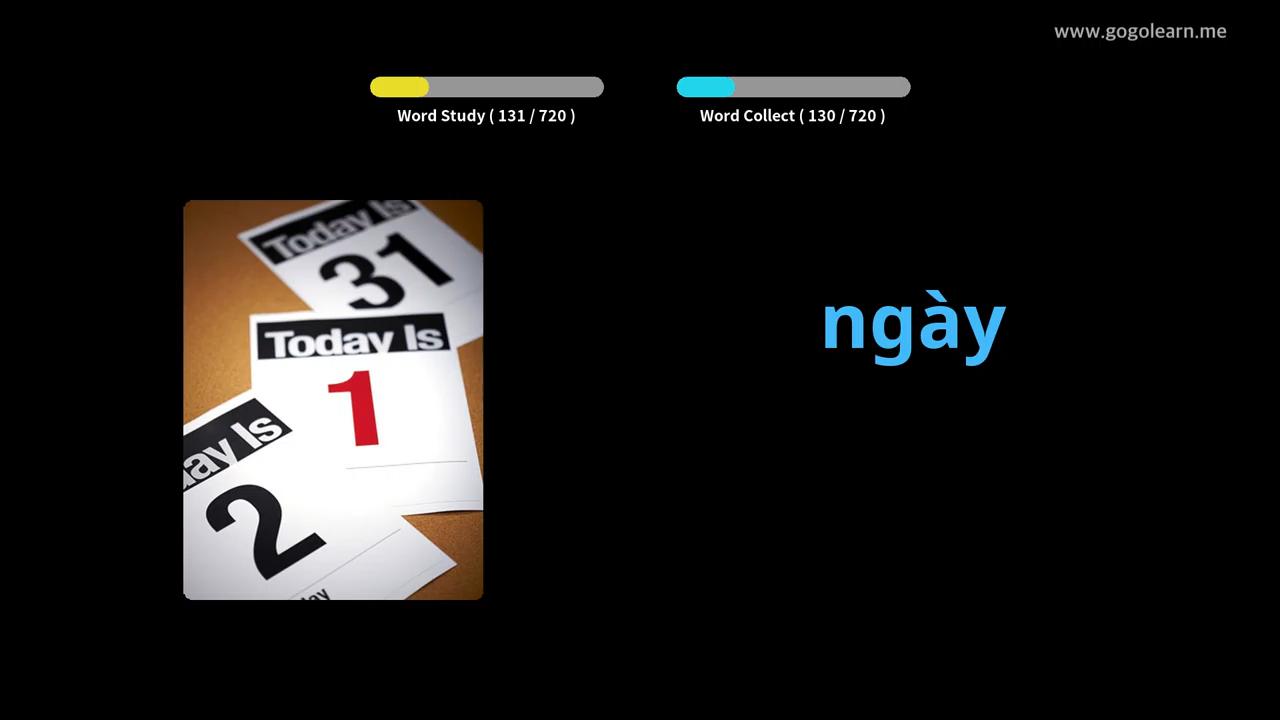 www.gogolearn.me
Word Study ( 131 / 720 )
Word Collect ( 130 / 720 )
Today Is
31
Today Is
1
ay Is
2
ay
ngày